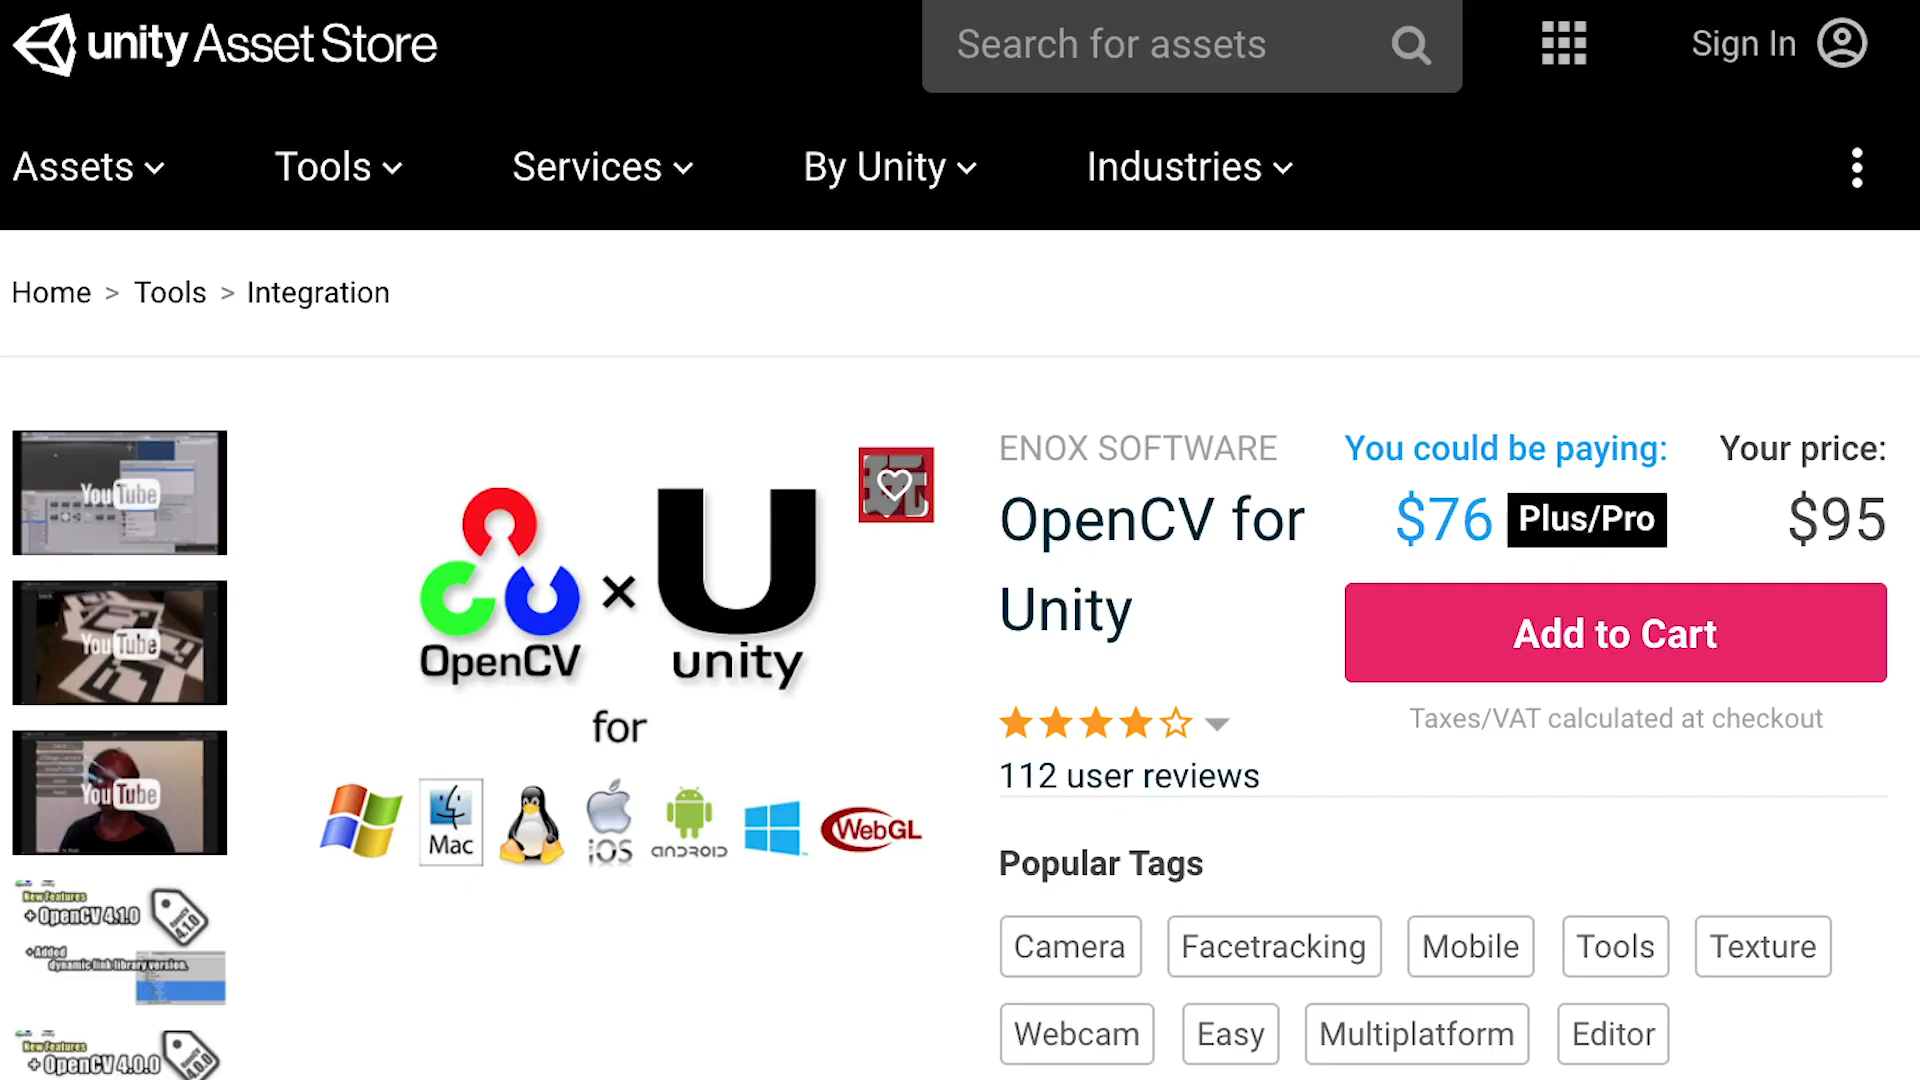 unity Asset Store
Search for assets
Sign In
Assets
Tools
Services
By Unity
Industries
Home > Tools > Integration
YouTube
YouTube
YouTube
New Features
+ OpenCV 4.1.0
OpenCV 4.1.0
+Added
dynamic link library version.
New Features
+ OpenCV 4.0.0
OpenCV × unity
for
Mac
iOS
ANDROID
WebGL
ENOX SOFTWARE
OpenCV for
Unity
You could be paying:
$76 Plus/Pro
Your price:
$95
Add to Cart
Taxes/VAT calculated at checkout
112 user reviews
Popular Tags
Camera
Facetracking
Mobile
Tools
Texture
Webcam
Easy
Multiplatform
Editor